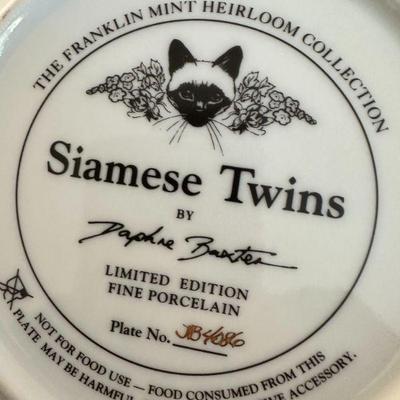 THE FRANKLIN MINT HEIRLOOM COLLECTION
Siamese Twins
BY
Daphne Baxter
LIMITED EDITION
FINE PORCELAIN
Plate No. JB4686
NOT FOR FOOD USE — FOOD CONSUMED FROM THIS
PLATE MAY BE HARMFUL IVE ACCESSORY.